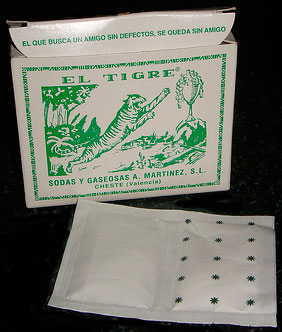 EL QUE BUSCA UN AMIGO SIN DEFECTOS, SE QUEDA SIN AMIGO
EL TIGRE®
SODAS Y GASEOSAS A. MARTINEZ, S.L.
CHESTE (Valencia)